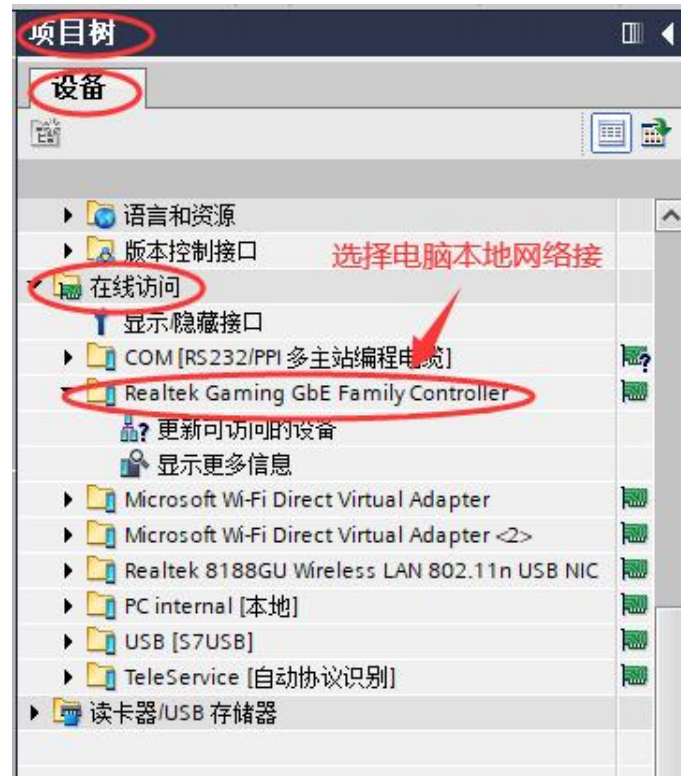 项目树
设备
语言和资源
版本控制接口
选择电脑本地网络接
在线访问
显示/隐藏接口
COM [RS232/PPI 多主站编程电缆]
Realtek Gaming GbE Family Controller
更新可访问的设备
显示更多信息
Microsoft Wi-Fi Direct Virtual Adapter
Microsoft Wi-Fi Direct Virtual Adapter <2>
Realtek 8188GU Wireless LAN 802.11n USB NIC
PC internal [本地]
USB [S7USB]
TeleService [自动协议识别]
读卡器/USB 存储器